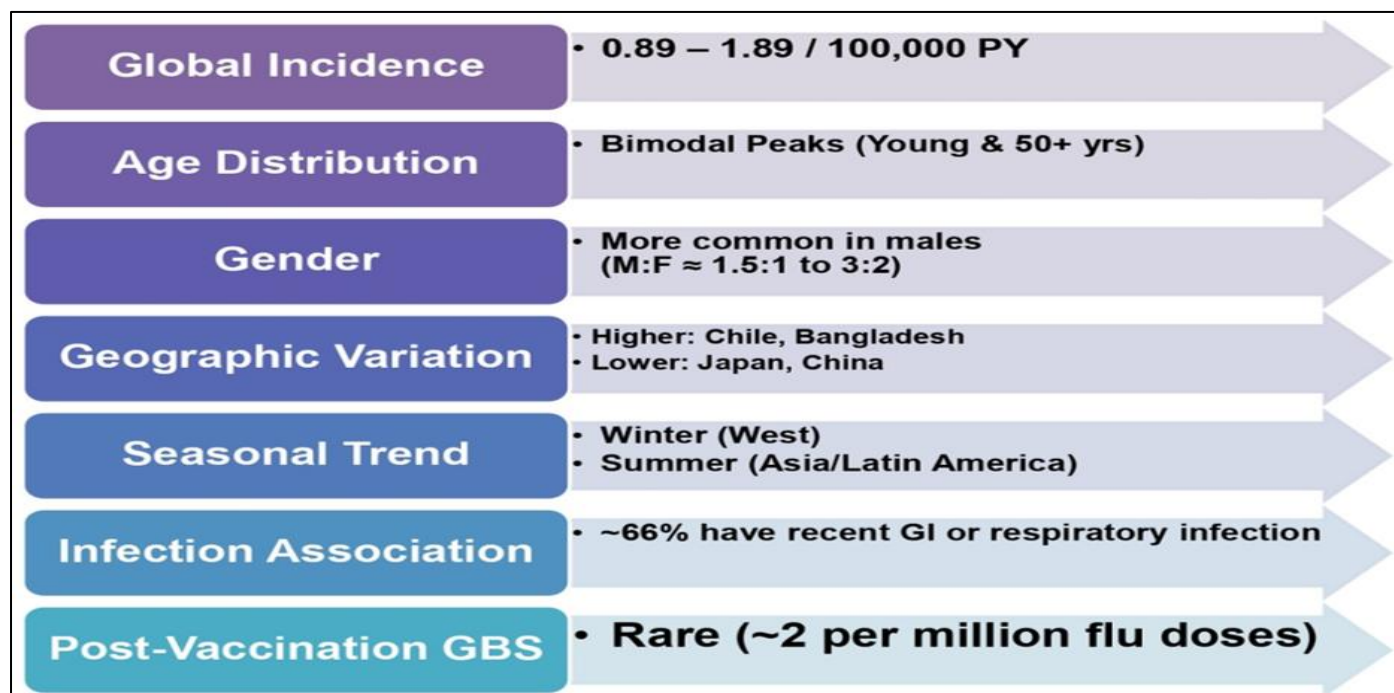 Global Incidence
• 0.89 – 1.89 / 100,000 PY
Age Distribution
• Bimodal Peaks (Young & 50+ yrs)
Gender
• More common in males
(M:F ≈ 1.5:1 to 3:2)
Geographic Variation
• Higher: Chile, Bangladesh
• Lower: Japan, China
Seasonal Trend
• Winter (West)
• Summer (Asia/Latin America)
Infection Association
• ~66% have recent GI or respiratory infection
Post-Vaccination GBS
• Rare (~2 per million flu doses)